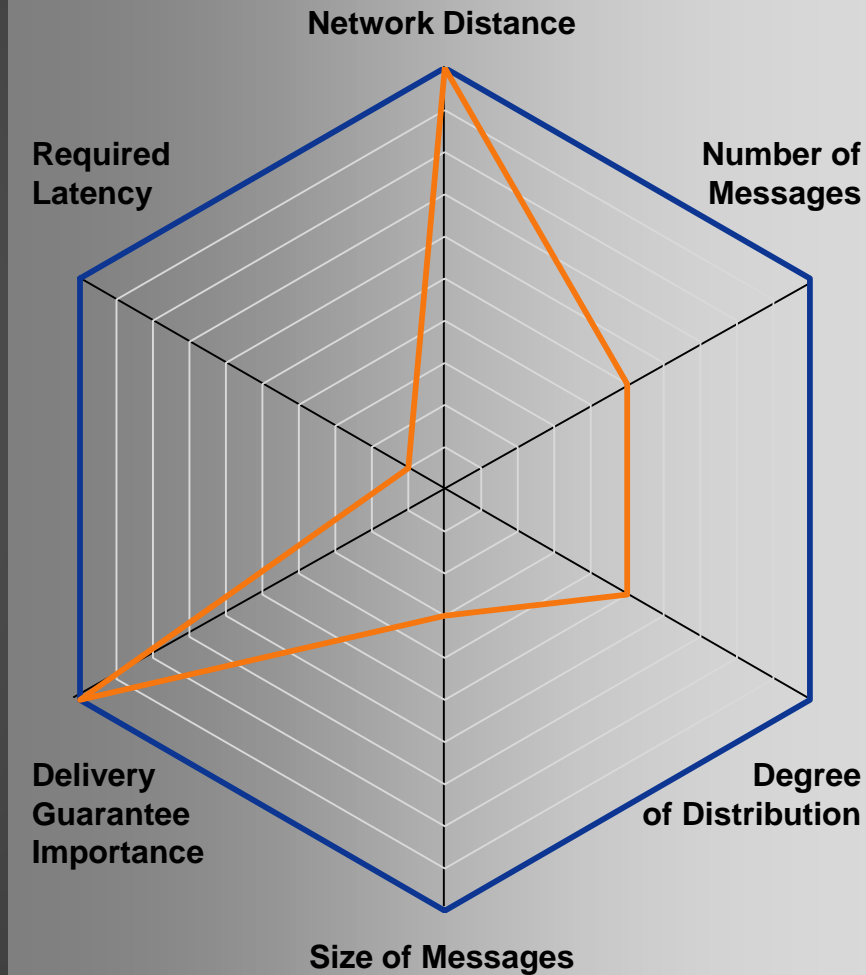 Network Distance
Required
Latency
Number of
Messages
Delivery
Guarantee
Importance
Degree
of Distribution
Size of Messages